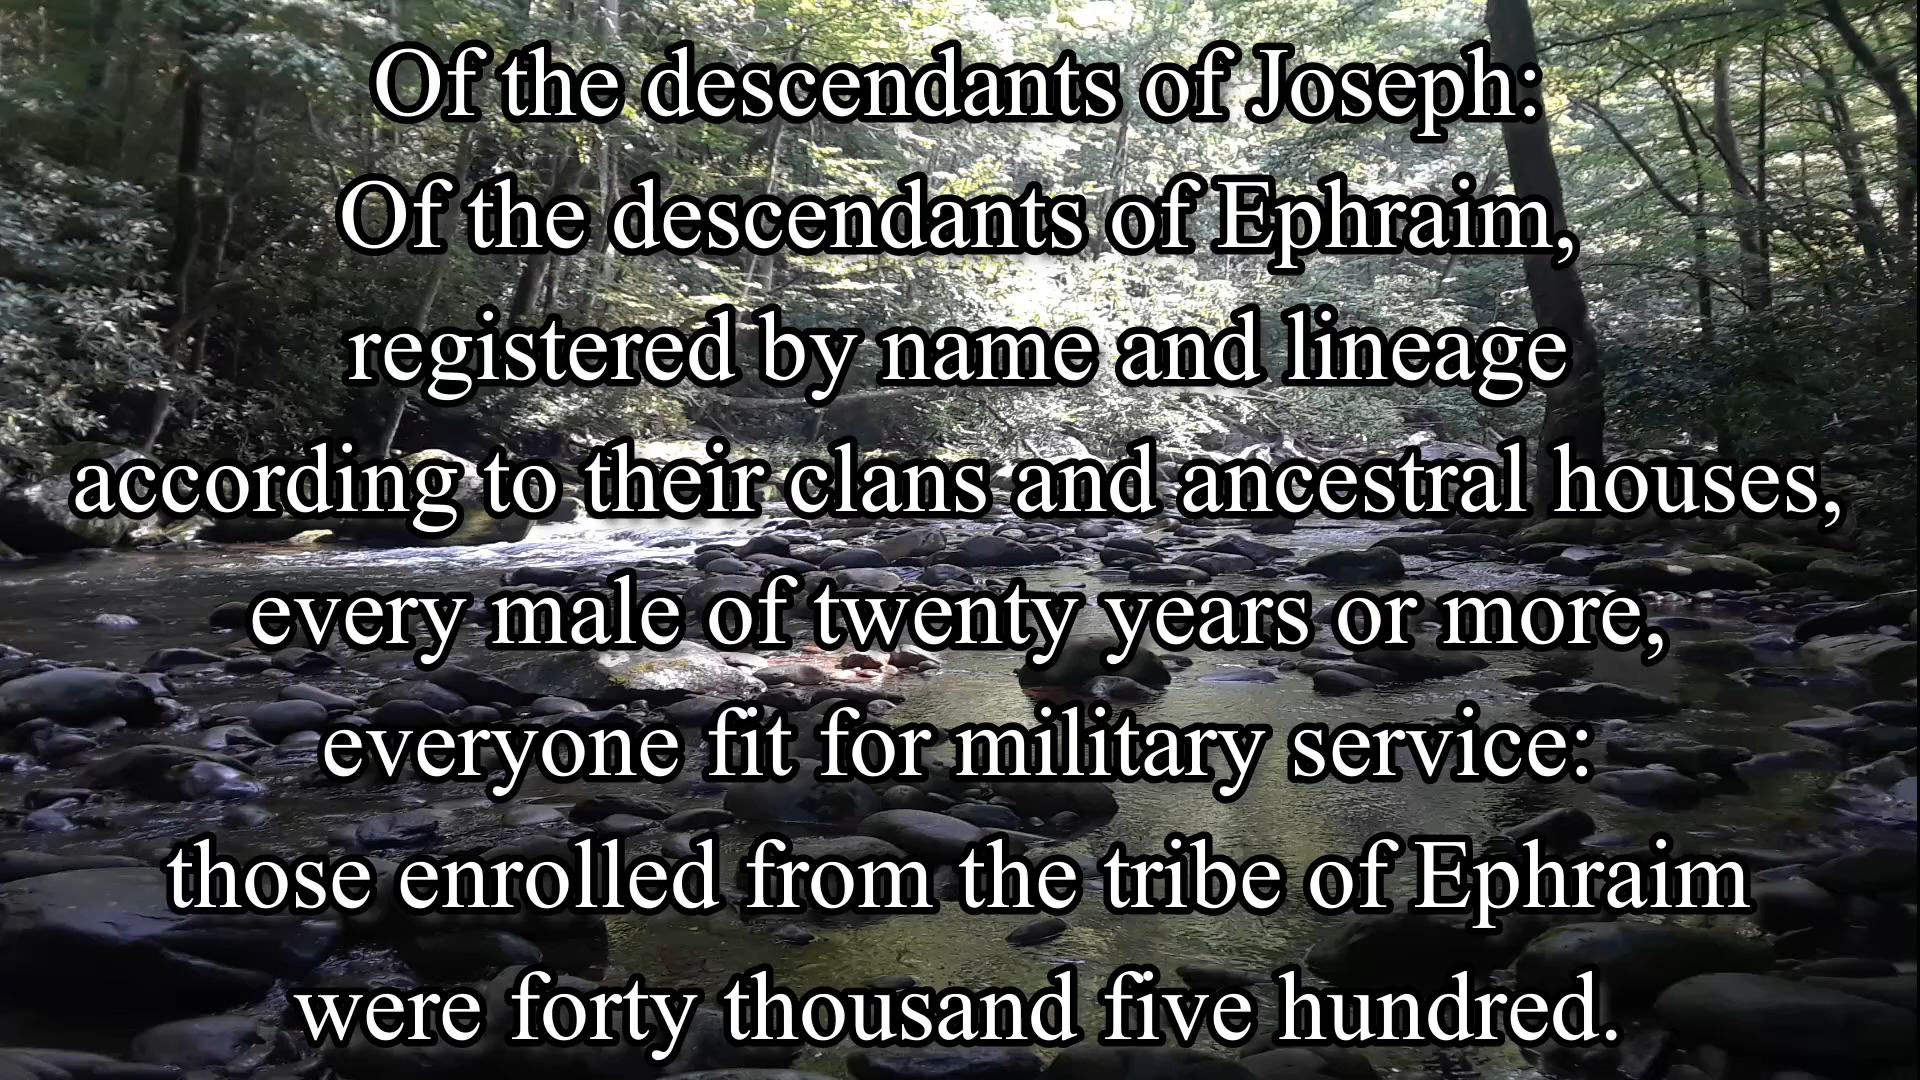 Of the descendants of Joseph:
Of the descendants of Ephraim,
registered by name and lineage
according to their clans and ancestral houses,
every male of twenty years or more,
everyone fit for military service:
those enrolled from the tribe of Ephraim
were forty thousand five hundred.